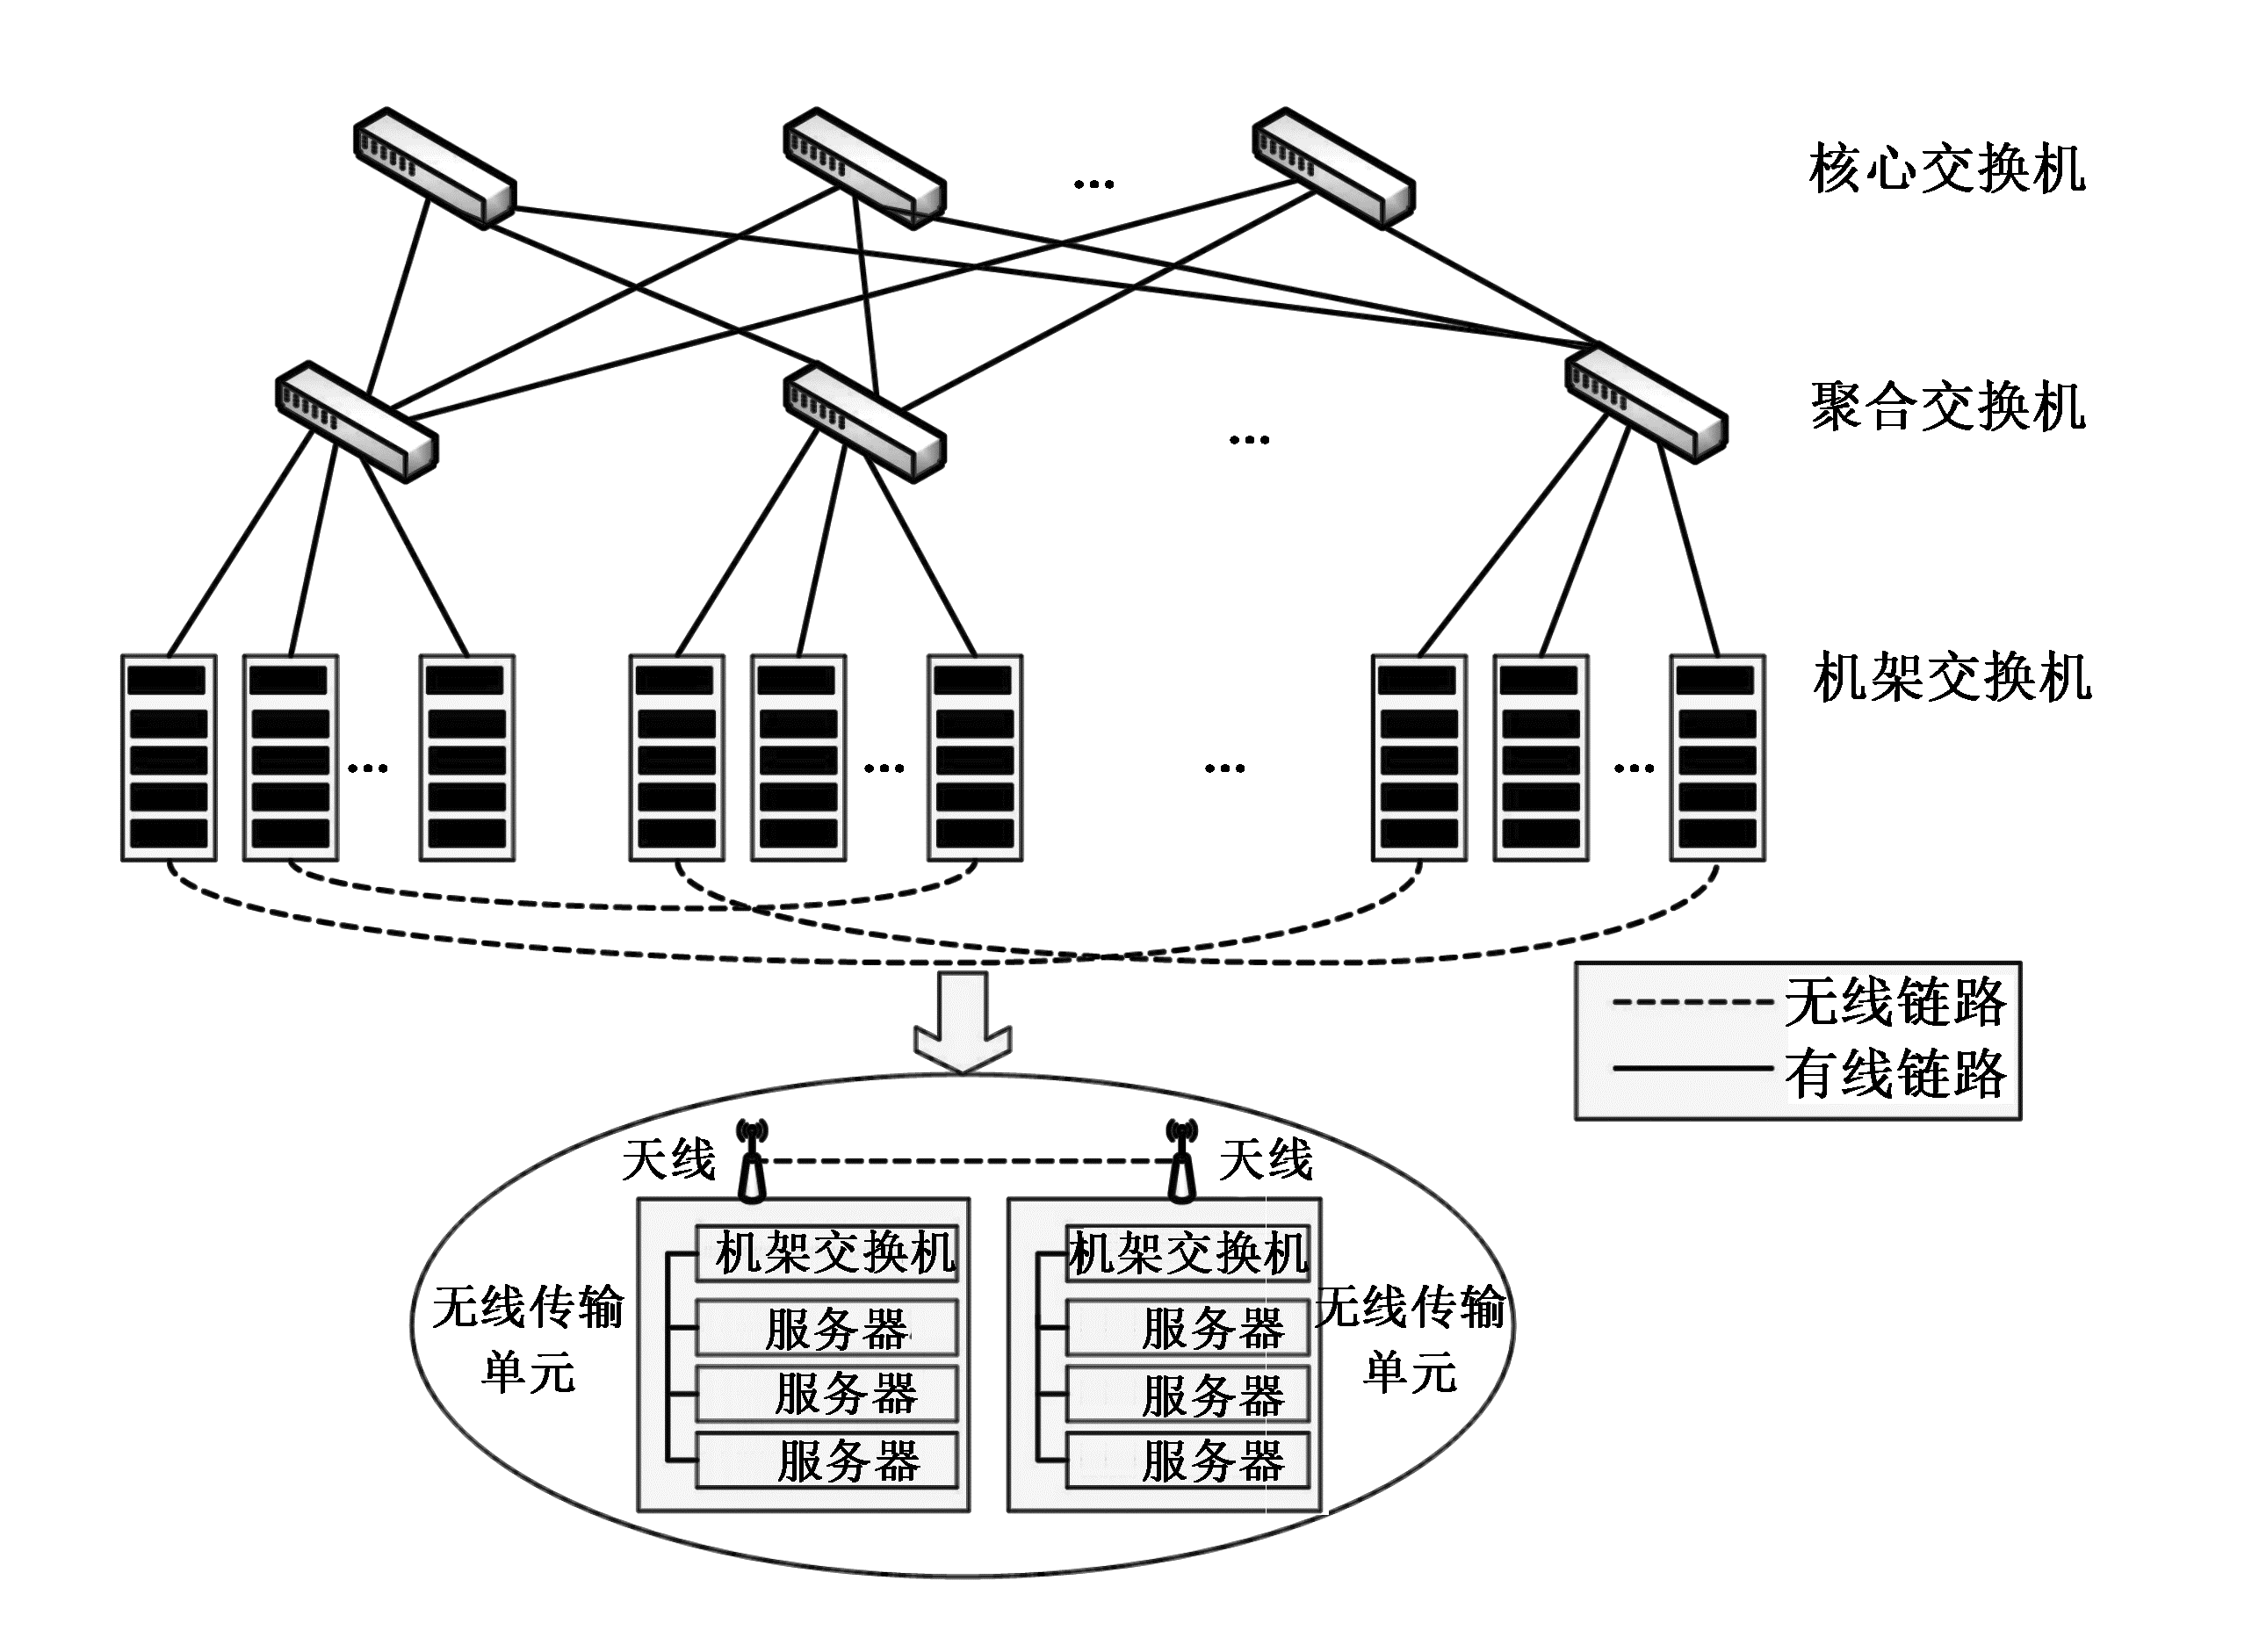 核心交换机
...
聚合交换机
...
机架交换机
... ... ... ...
无线链路
有线链路
天线
天线
机架交换机
机架交换机
无线传输
单元
无线传输
单元
服务器
服务器
服务器
服务器
服务器
服务器